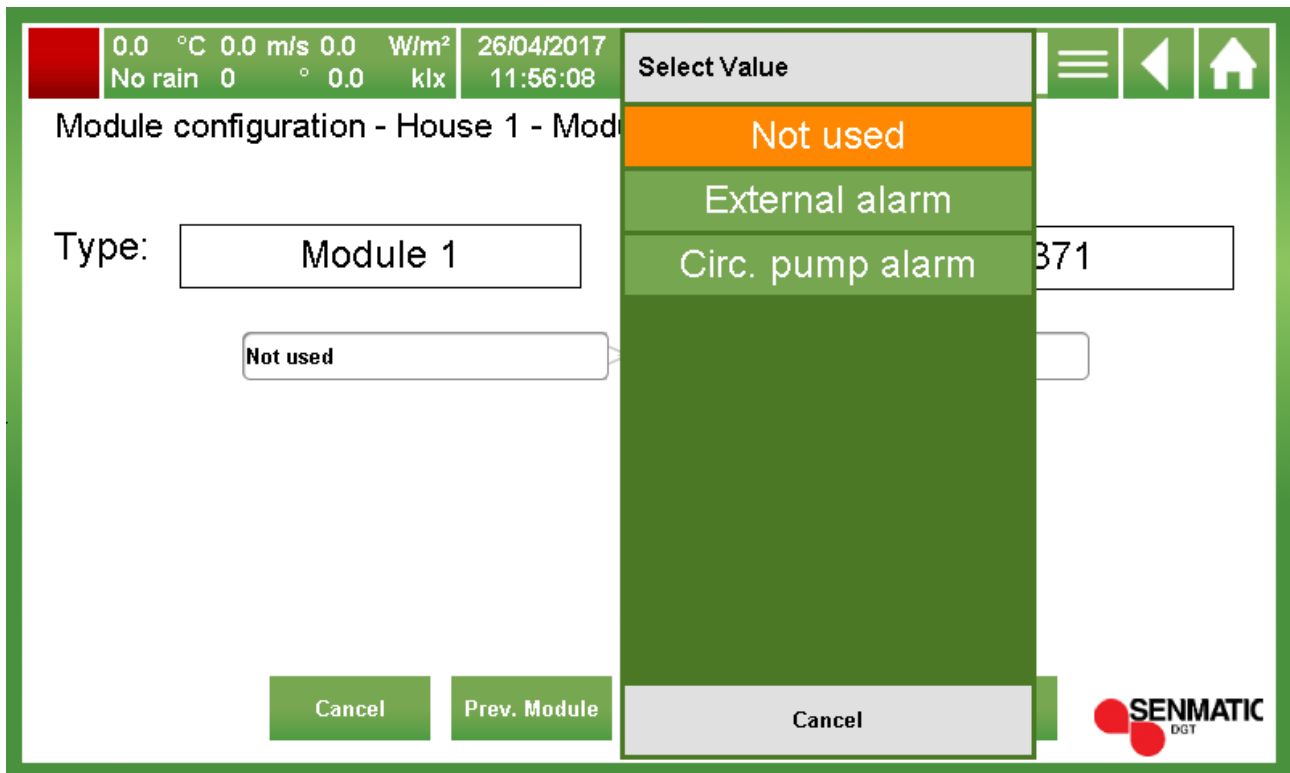 0.0 °C 0.0 m/s 0.0 W/m² 26/04/2017
No rain 0 ° 0.0 klx 11:56:08
Select Value
Module configuration - House 1 -
Not used
External alarm
Type: Module 1
Circ. pump alarm
371
Not used
Cancel Prev. Module Cancel
SENMATIC
DGT